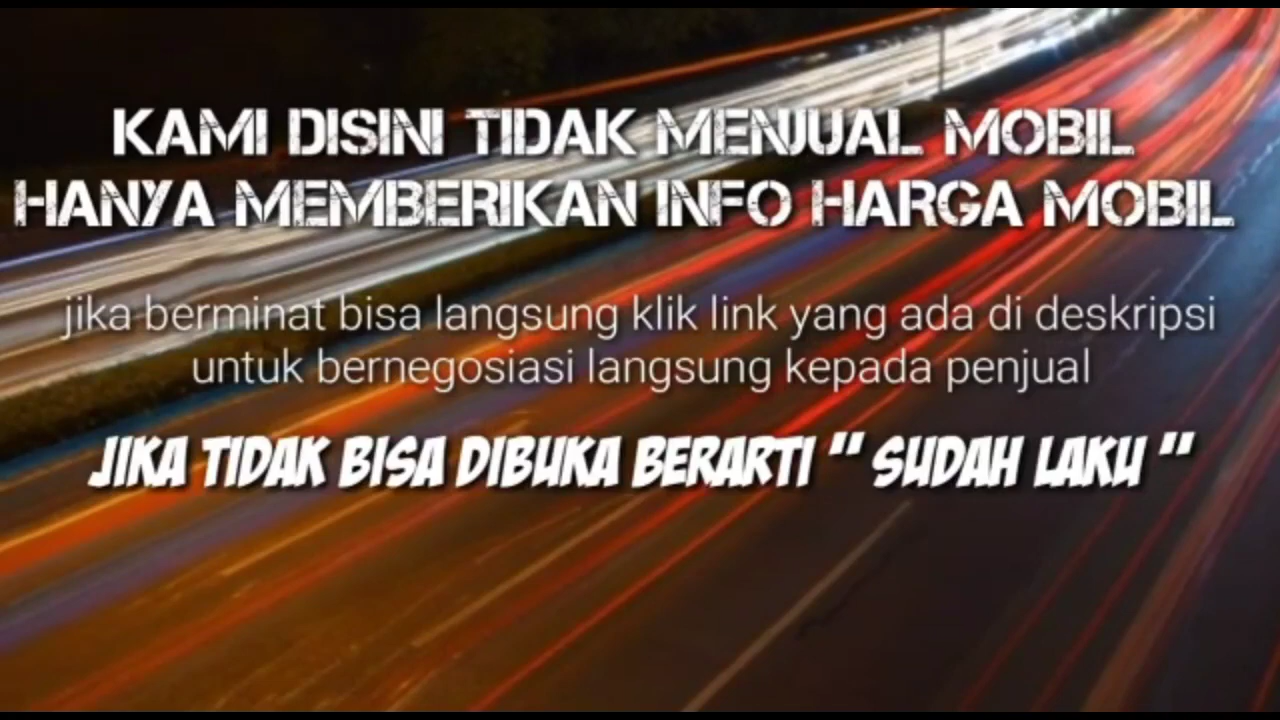 KAMI DISINI TIDAK MENJUAL MOBIL
HANYA MEMBERIKAN INFO HARGA MOBIL
jika berminat bisa langsung klik link yang ada di deskripsi
untuk bernegosiasi langsung kepada penjual
JIKA TIDAK BISA DIBUKA BERARTI " SUDAH LAKU "